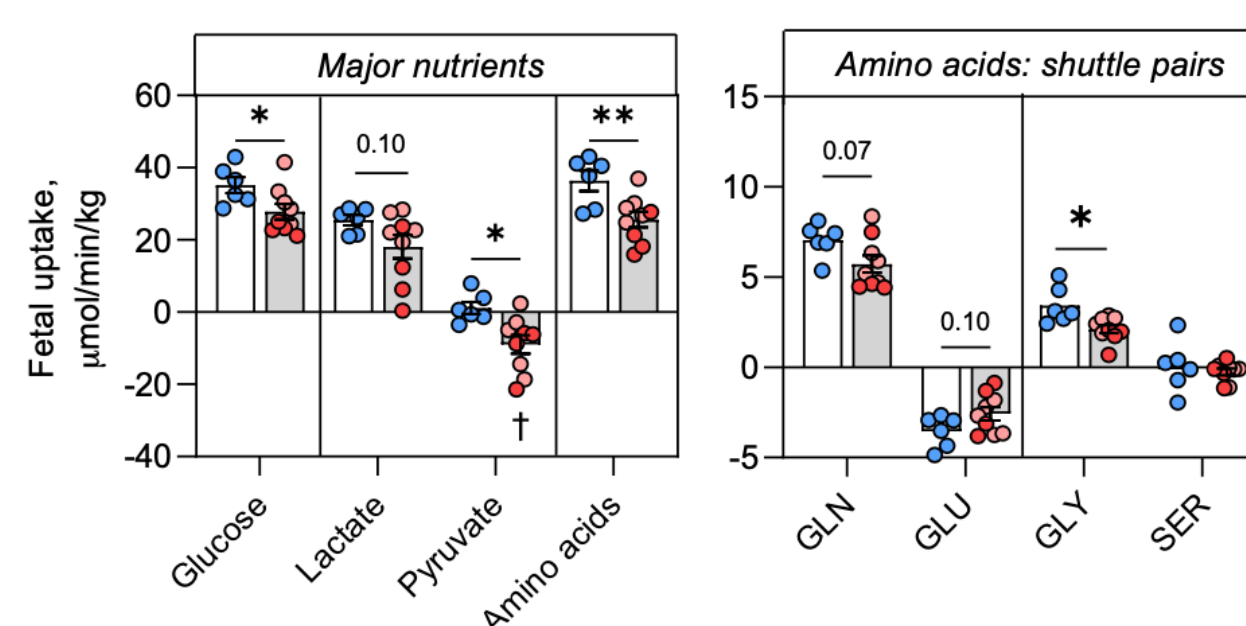 Major nutrients
Fetal uptake,
μmol/min/kg
60
40
20
0
-20
-40
*
0.10
*
**
†
Glucose
Lactate
Pyruvate
Amino acids
Amino acids: shuttle pairs
15
10
5
0
-5
0.07
0.10
*
GLN
GLU
GLY
SER